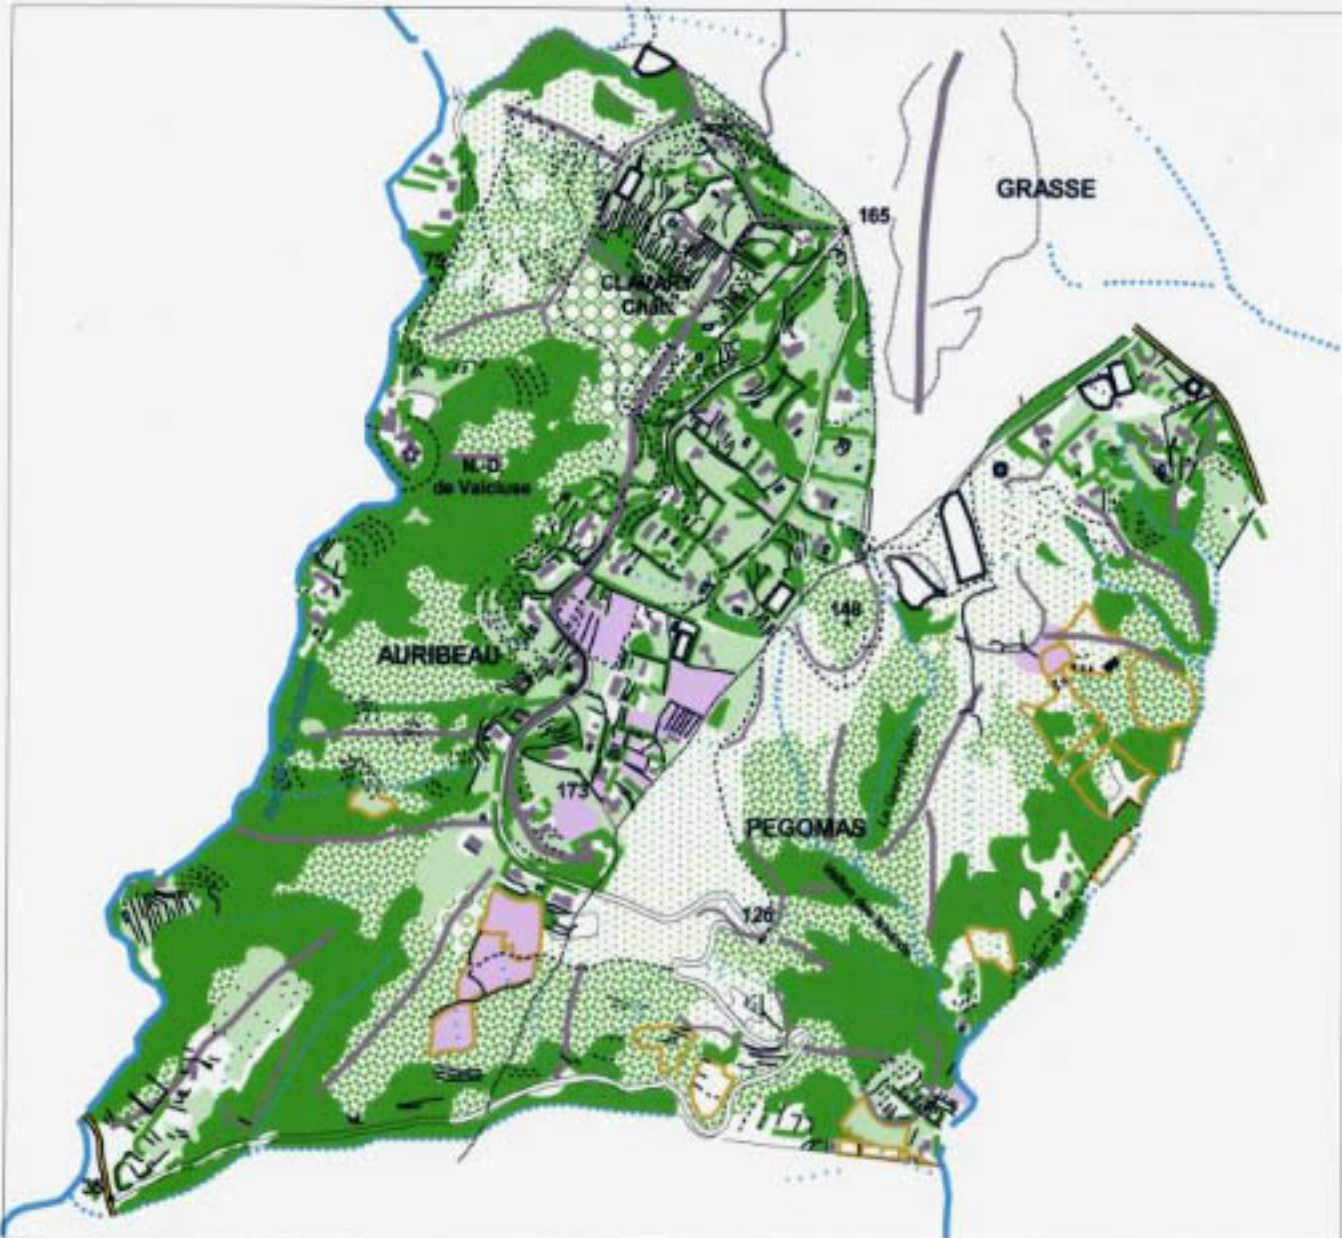 GRASSE
165
CLAVARY
Chât.
N.-D.
de Valcluse
148
AURIBEAU
173
PEGOMAS
126